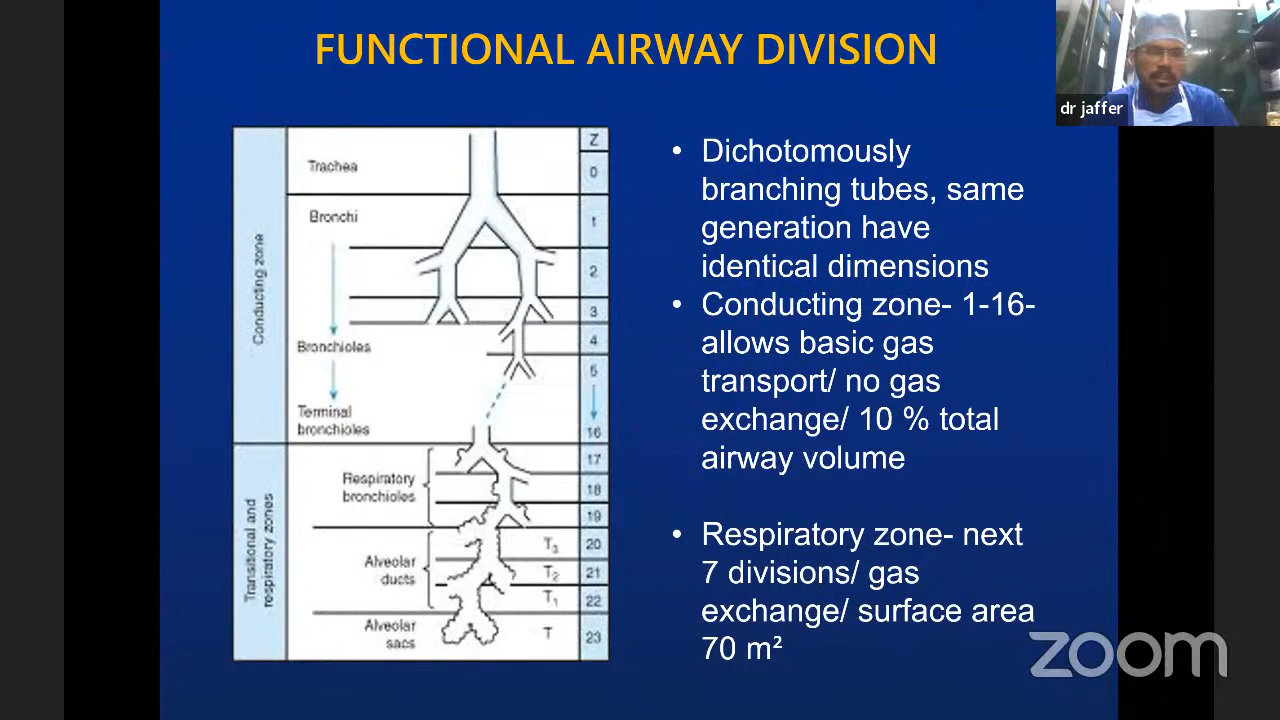 FUNCTIONAL AIRWAY DIVISION
dr jaffer
Z
Trachea
0
Bronchi
1
2
3
Bronchioles
4
5
Terminal
bronchioles
16
Conducting zone
17
Respiratory
bronchioles
18
19
Alveolar
ducts
T3
20
T2
21
T1
22
Alveolar
sacs
T
23
Transitional and
respiratory zones
• Dichotomously
branching tubes, same
generation have
identical dimensions
• Conducting zone- 1-16-
allows basic gas
transport/ no gas
exchange/ 10 % total
airway volume
• Respiratory zone- next
7 divisions/ gas
exchange/ surface area
70 m²
zoom